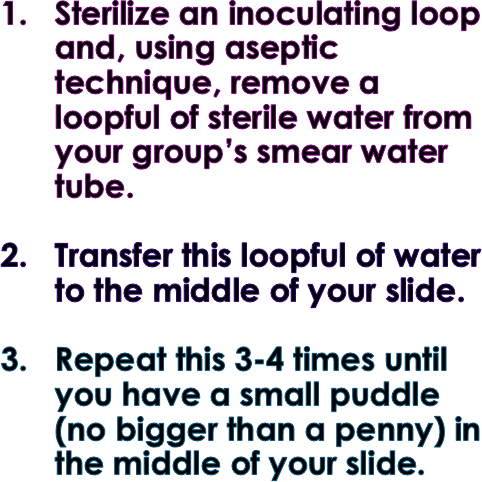 1. Sterilize an inoculating loop
and, using aseptic
technique, remove a
loopful of sterile water from
your group's smear water
tube.
2. Transfer this loopful of water
to the middle of your slide.
3. Repeat this 3-4 times until
you have a small puddle
(no bigger than a penny) in
the middle of your slide.